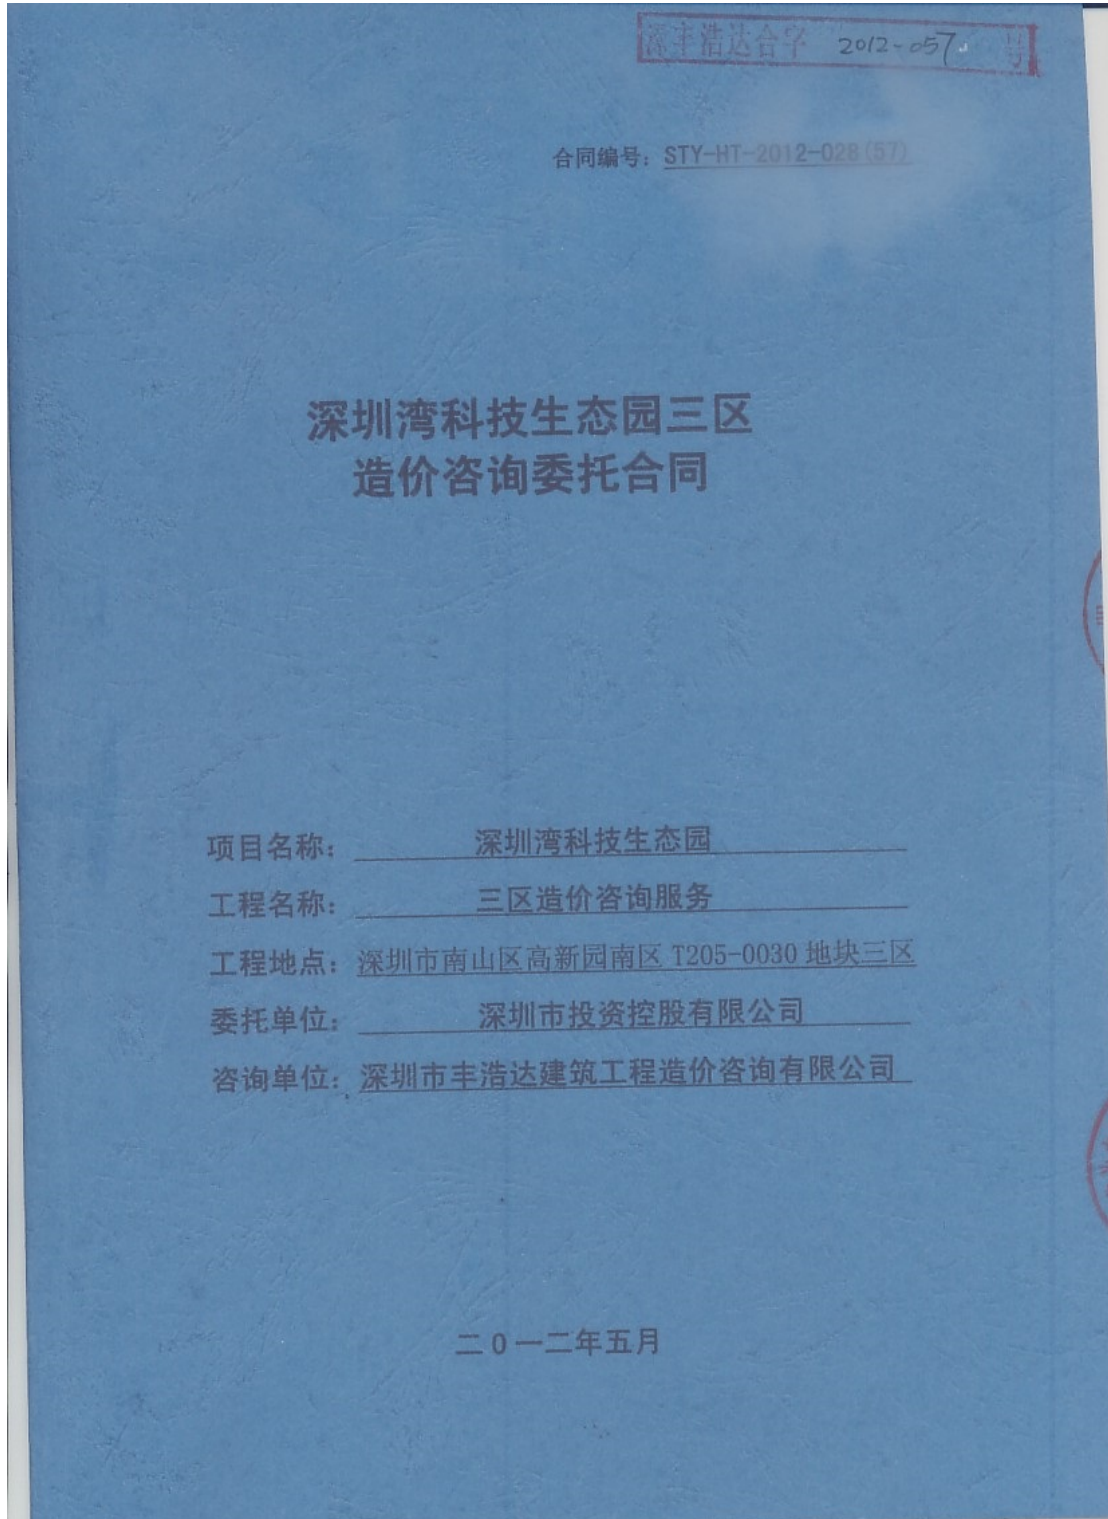 深丰浩达合字 2012-057 号
合同编号：STY-HT-2012-028(57)
深圳湾科技生态园三区
造价咨询委托合同
项目名称：深圳湾科技生态园
工程名称：三区造价咨询服务
工程地点：深圳市南山区高新园南区 T205-0030 地块三区
委托单位：深圳市投资控股有限公司
咨询单位：深圳市丰浩达建筑工程造价咨询有限公司
二0一二年五月